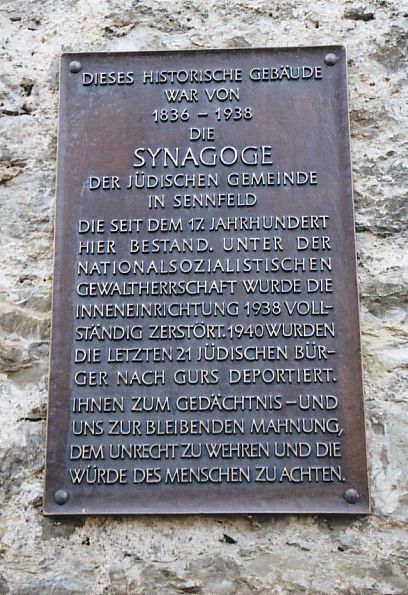 DIESES HISTORISCHE GEBÄUDE
WAR VON
1836 – 1938
DIE
SYNAGOGE
DER JÜDISCHEN GEMEINDE
IN SENNFELD
DIE SEIT DEM 17. JAHRHUNDERT
HIER BESTAND. UNTER DER
NATIONALSOZIALISTISCHEN
GEWALTHERRSCHAFT WURDE DIE
INNENEINRICHTUNG 1938 VOLL-
STÄNDIG ZERSTÖRT. 1940 WURDEN
DIE LETZTEN 21 JÜDISCHEN BÜR-
GER NACH GURS DEPORTIERT.
IHNEN ZUM GEDÄCHTNIS – UND
UNS ZUR BLEIBENDEN MAHNUNG,
DEM UNRECHT ZU WEHREN UND DIE
WÜRDE DES MENSCHEN ZU ACHTEN.